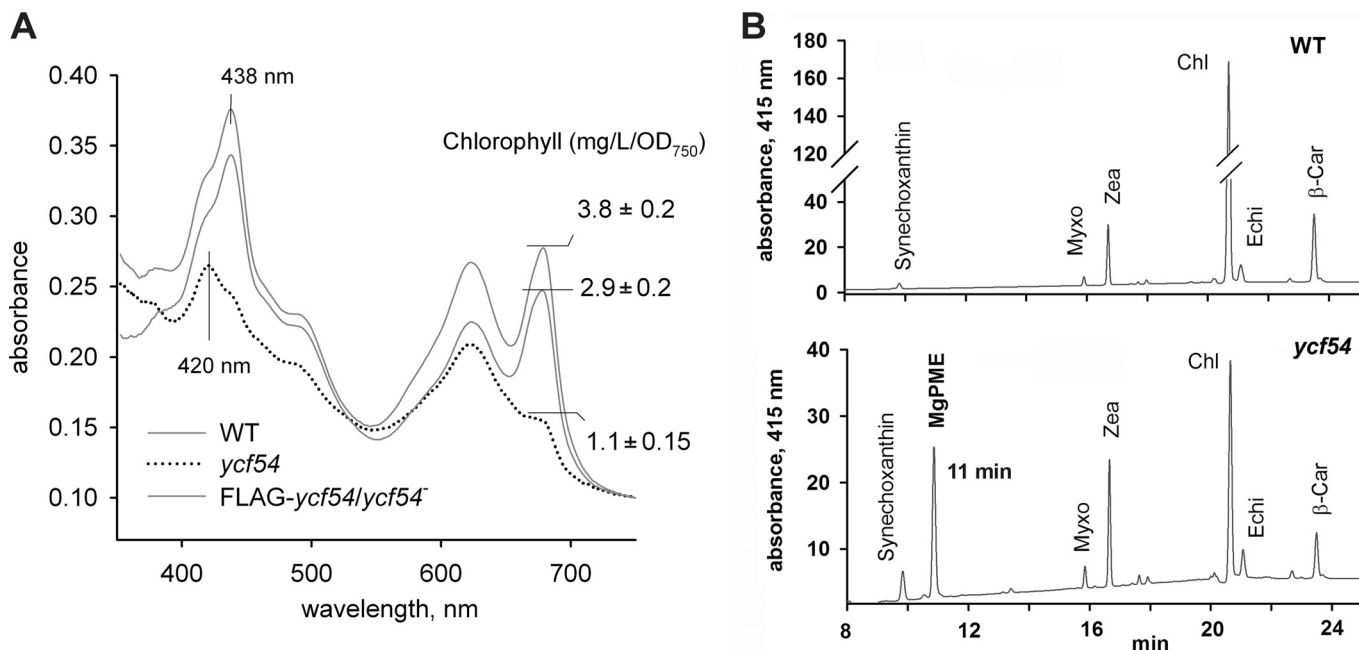 A
absorbance
0.40
0.35
0.30
0.25
0.20
0.15
0.10
438 nm
420 nm
Chlorophyll (mg/L/OD750)
3.8 ± 0.2
2.9 ± 0.2
1.1 ± 0.15
WT
ycf54
FLAG-ycf54/ycf54-
400 500 600 700
wavelength, nm
B
WT
absorbance, 415 nm
180
160
140
120
40
20
0
Synechoxanthin
Myxo
Zea
Chl
Echi
β-Car
ycf54
absorbance, 415 nm
40
30
20
10
Synechoxanthin
MgPME
11 min
Myxo
Zea
Chl
Echi
β-Car
8 12 16 20 24
min